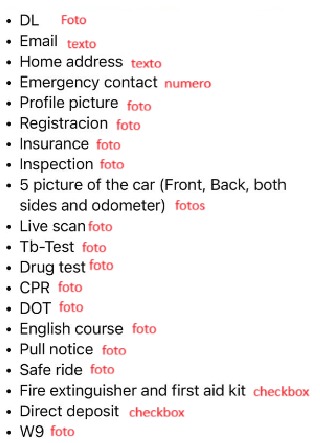 • DL Foto
• Email texto
• Home address texto
• Emergency contact numero
• Profile picture foto
• Registracion foto
• Insurance foto
• Inspection foto
• 5 picture of the car (Front, Back, both
sides and odometer) fotos
• Live scan foto
• Tb-Test foto
• Drug test foto
• CPR foto
• DOT foto
• English course foto
• Pull notice foto
• Safe ride foto
• Fire extinguisher and first aid kit checkbox
• Direct deposit checkbox
• W9 foto